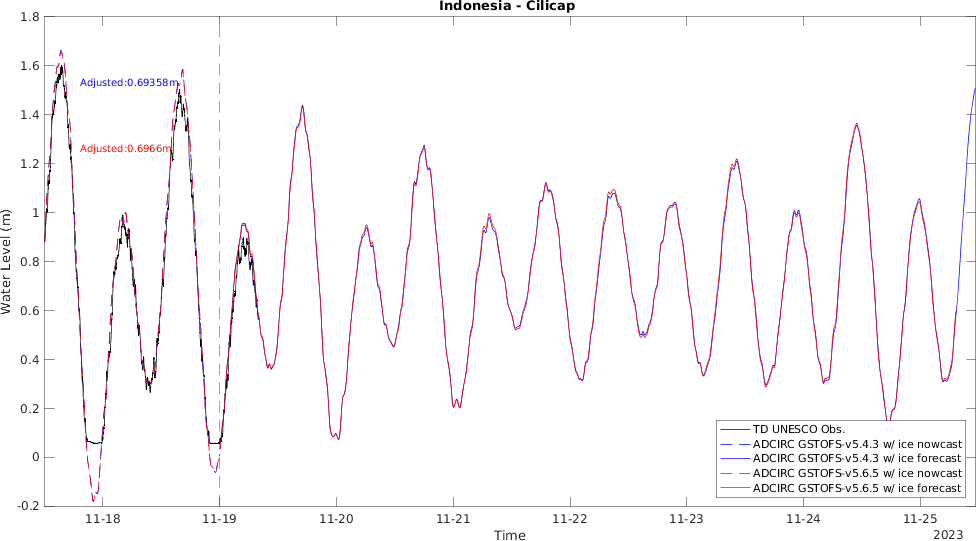 Indonesia - Cilicap
1.8
1.6
1.4
1.2
1
0.8
0.6
0.4
0.2
0
-0.2
Water Level (m)
Adjusted:0.69358m
Adjusted:0.6966m
TD UNESCO Obs.
ADCIRC GSTOFS-v5.4.3 w/ ice nowcast
ADCIRC GSTOFS-v5.4.3 w/ ice forecast
ADCIRC GSTOFS-v5.6.5 w/ ice nowcast
ADCIRC GSTOFS-v5.6.5 w/ ice forecast
11-18 11-19 11-20 11-21 11-22 11-23 11-24 11-25
Time
2023